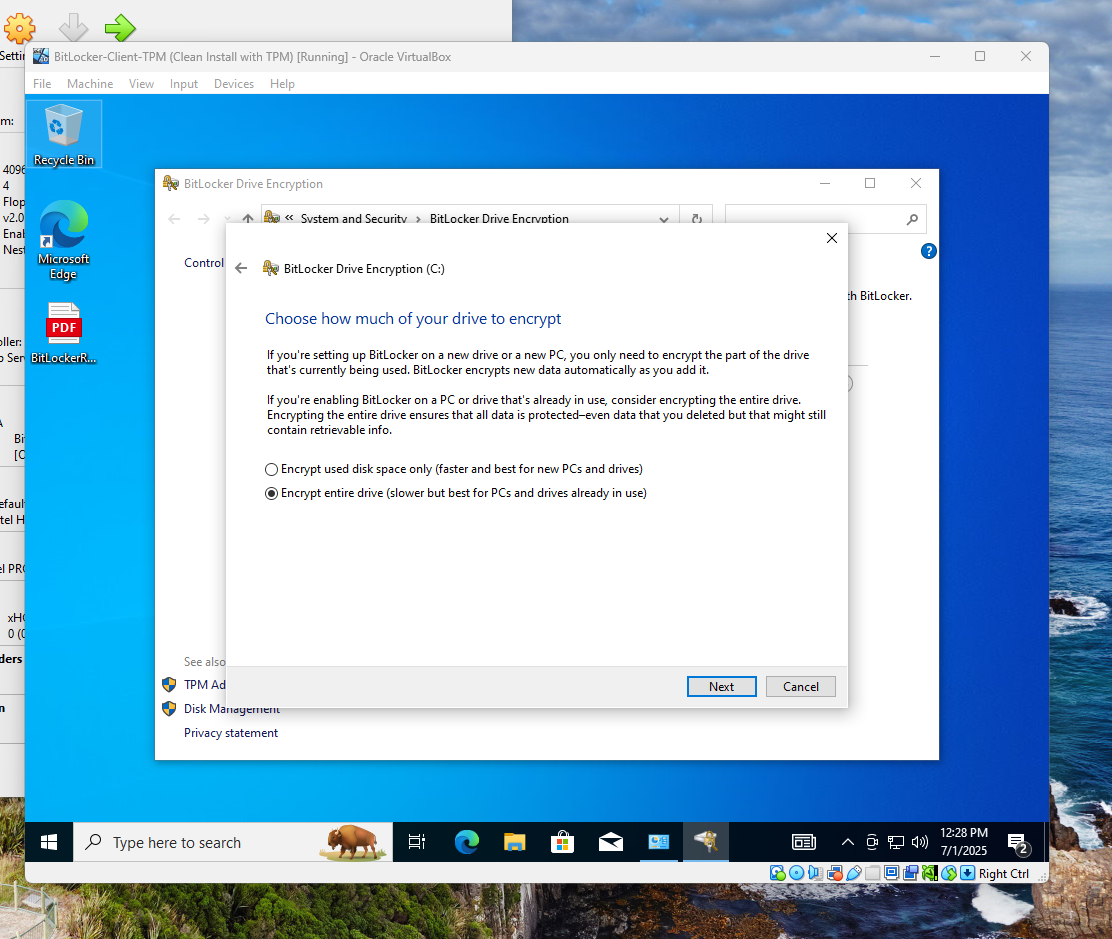 Settin
BitLocker-Client-TPM (Clean Install with TPM) [Running] - Oracle VirtualBox
File Machine View Input Devices Help
Recycle Bin
Microsoft
Edge
PDF
BitLockerR...
m:
4096
4
Flop
v2.0
Enab
Nest
oller:
o Serv
A
Bit
[O
efault
tel H
el PRO
xHC
0 (0
ders
n
BitLocker Drive Encryption
« System and Security › BitLocker Drive Encryption
?
Control
th BitLocker.
BitLocker Drive Encryption (C:)
Choose how much of your drive to encrypt
If you're setting up BitLocker on a new drive or a new PC, you only need to encrypt the part of the drive
that's currently being used. BitLocker encrypts new data automatically as you add it.
If you're enabling BitLocker on a PC or drive that's already in use, consider encrypting the entire drive.
Encrypting the entire drive ensures that all data is protected–even data that you deleted but that might still
contain retrievable info.
Encrypt used disk space only (faster and best for new PCs and drives)
Encrypt entire drive (slower but best for PCs and drives already in use)
Next Cancel
See also
TPM Ad
Disk Management
Privacy statement
Type here to search
12:28 PM
7/1/2025
2
Right Ctrl